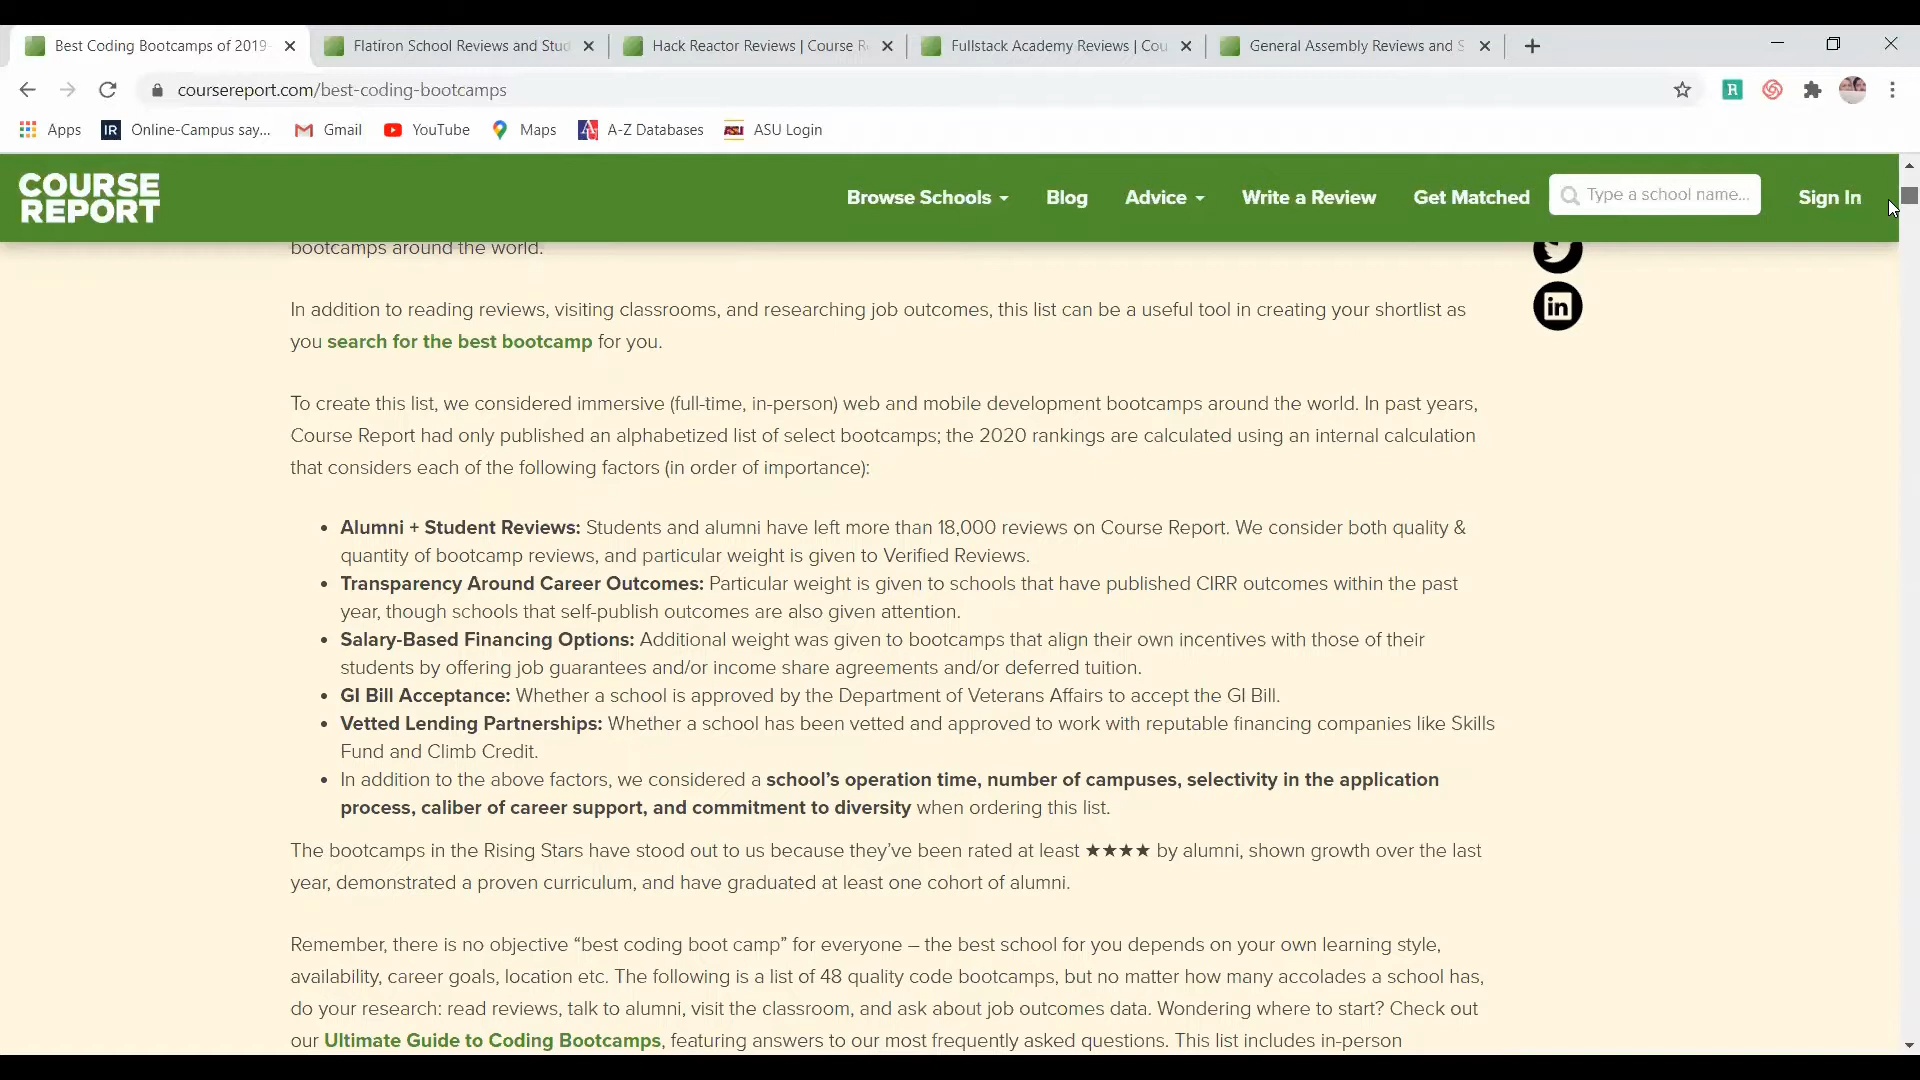 Best Coding Bootcamps of 2019-
Flatiron School Reviews and Stud
Hack Reactor Reviews | Course R
Fullstack Academy Reviews | Cou
General Assembly Reviews and S
coursereport.com/best-coding-bootcamps
Apps
IR Online-Campus say...
Gmail
YouTube
Maps
A-Z Databases
ASU Login
COURSE
REPORT
Browse Schools
Blog
Advice
Write a Review
Get Matched
Type a school name...
Sign In
bootcamps around the world.
In addition to reading reviews, visiting classrooms, and researching job outcomes, this list can be a useful tool in creating your shortlist as
you search for the best bootcamp for you.
To create this list, we considered immersive (full-time, in-person) web and mobile development bootcamps around the world. In past years,
Course Report had only published an alphabetized list of select bootcamps; the 2020 rankings are calculated using an internal calculation
that considers each of the following factors (in order of importance):
• Alumni + Student Reviews: Students and alumni have left more than 18,000 reviews on Course Report. We consider both quality &
quantity of bootcamp reviews, and particular weight is given to Verified Reviews.
• Transparency Around Career Outcomes: Particular weight is given to schools that have published CIRR outcomes within the past
year, though schools that self-publish outcomes are also given attention.
• Salary-Based Financing Options: Additional weight was given to bootcamps that align their own incentives with those of their
students by offering job guarantees and/or income share agreements and/or deferred tuition.
• GI Bill Acceptance: Whether a school is approved by the Department of Veterans Affairs to accept the GI Bill.
• Vetted Lending Partnerships: Whether a school has been vetted and approved to work with reputable financing companies like Skills
Fund and Climb Credit.
• In addition to the above factors, we considered a school's operation time, number of campuses, selectivity in the application
process, caliber of career support, and commitment to diversity when ordering this list.
The bootcamps in the Rising Stars have stood out to us because they've been rated at least ★★★★ by alumni, shown growth over the last
year, demonstrated a proven curriculum, and have graduated at least one cohort of alumni.
Remember, there is no objective “best coding boot camp” for everyone – the best school for you depends on your own learning style,
availability, career goals, location etc. The following is a list of 48 quality code bootcamps, but no matter how many accolades a school has,
do your research: read reviews, talk to alumni, visit the classroom, and ask about job outcomes data. Wondering where to start? Check out
our Ultimate Guide to Coding Bootcamps, featuring answers to our most frequently asked questions. This list includes in-person